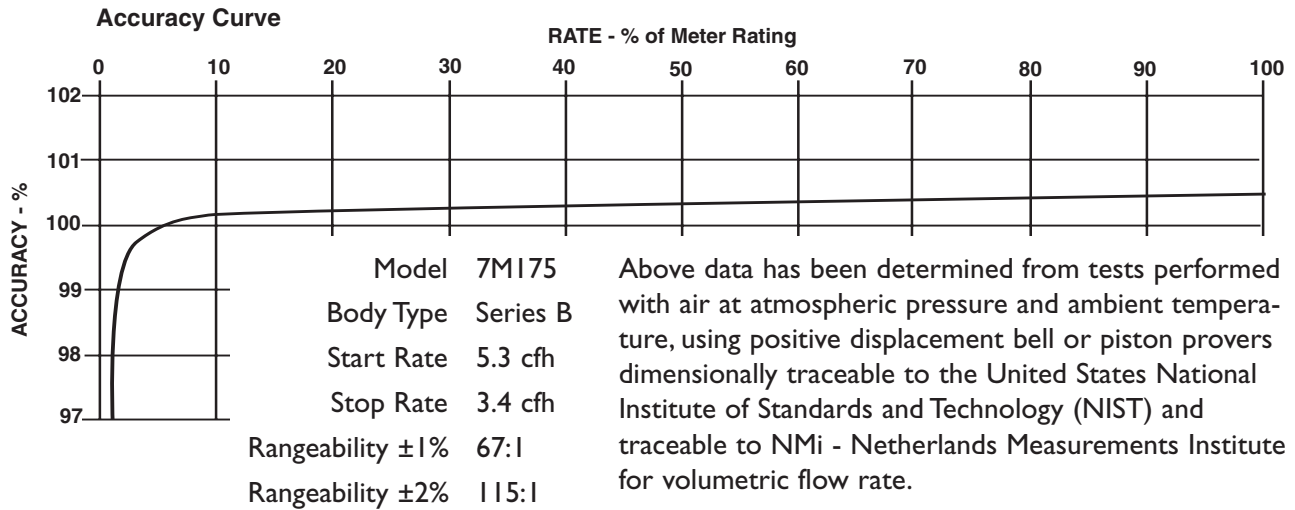 Accuracy Curve
RATE - % of Meter Rating
0 10 20 30 40 50 60 70 80 90 100
102
101
100
99
98
97
ACCURACY - %
Model 7M175
Body Type Series B
Start Rate 5.3 cfh
Stop Rate 3.4 cfh
Rangeability ±1% 67:1
Rangeability ±2% 115:1
Above data has been determined from tests performed
with air at atmospheric pressure and ambient tempera-
ture, using positive displacement bell or piston provers
dimensionally traceable to the United States National
Institute of Standards and Technology (NIST) and
traceable to NMi - Netherlands Measurements Institute
for volumetric flow rate.